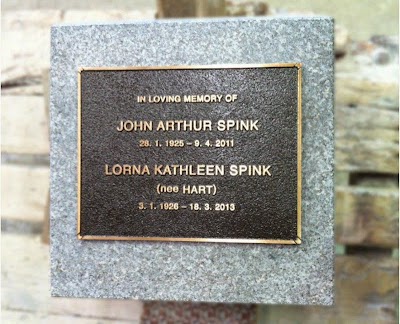 IN LOVING MEMORY OF
JOHN ARTHUR SPINK
28. 1. 1925 – 9. 4. 2011
LORNA KATHLEEN SPINK
(nee HART)
3. 1. 1926 – 18. 3. 2013